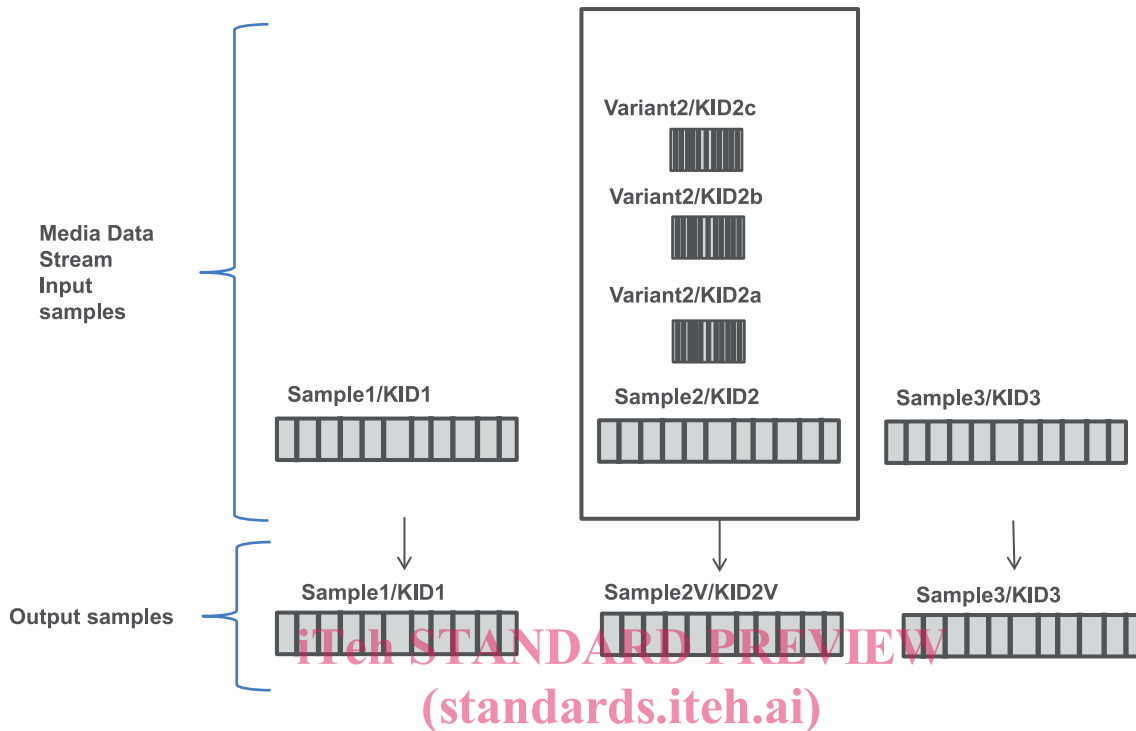 Variant2/KID2c
Variant2/KID2b
Media Data
Stream
Input
samples
Variant2/KID2a
Sample1/KID1
Sample2/KID2
Sample3/KID3
Output samples
Sample1/KID1
Sample2V/KID2V
Sample3/KID3
iTeh STANDARD PREVIEW
(standards.iteh.ai)